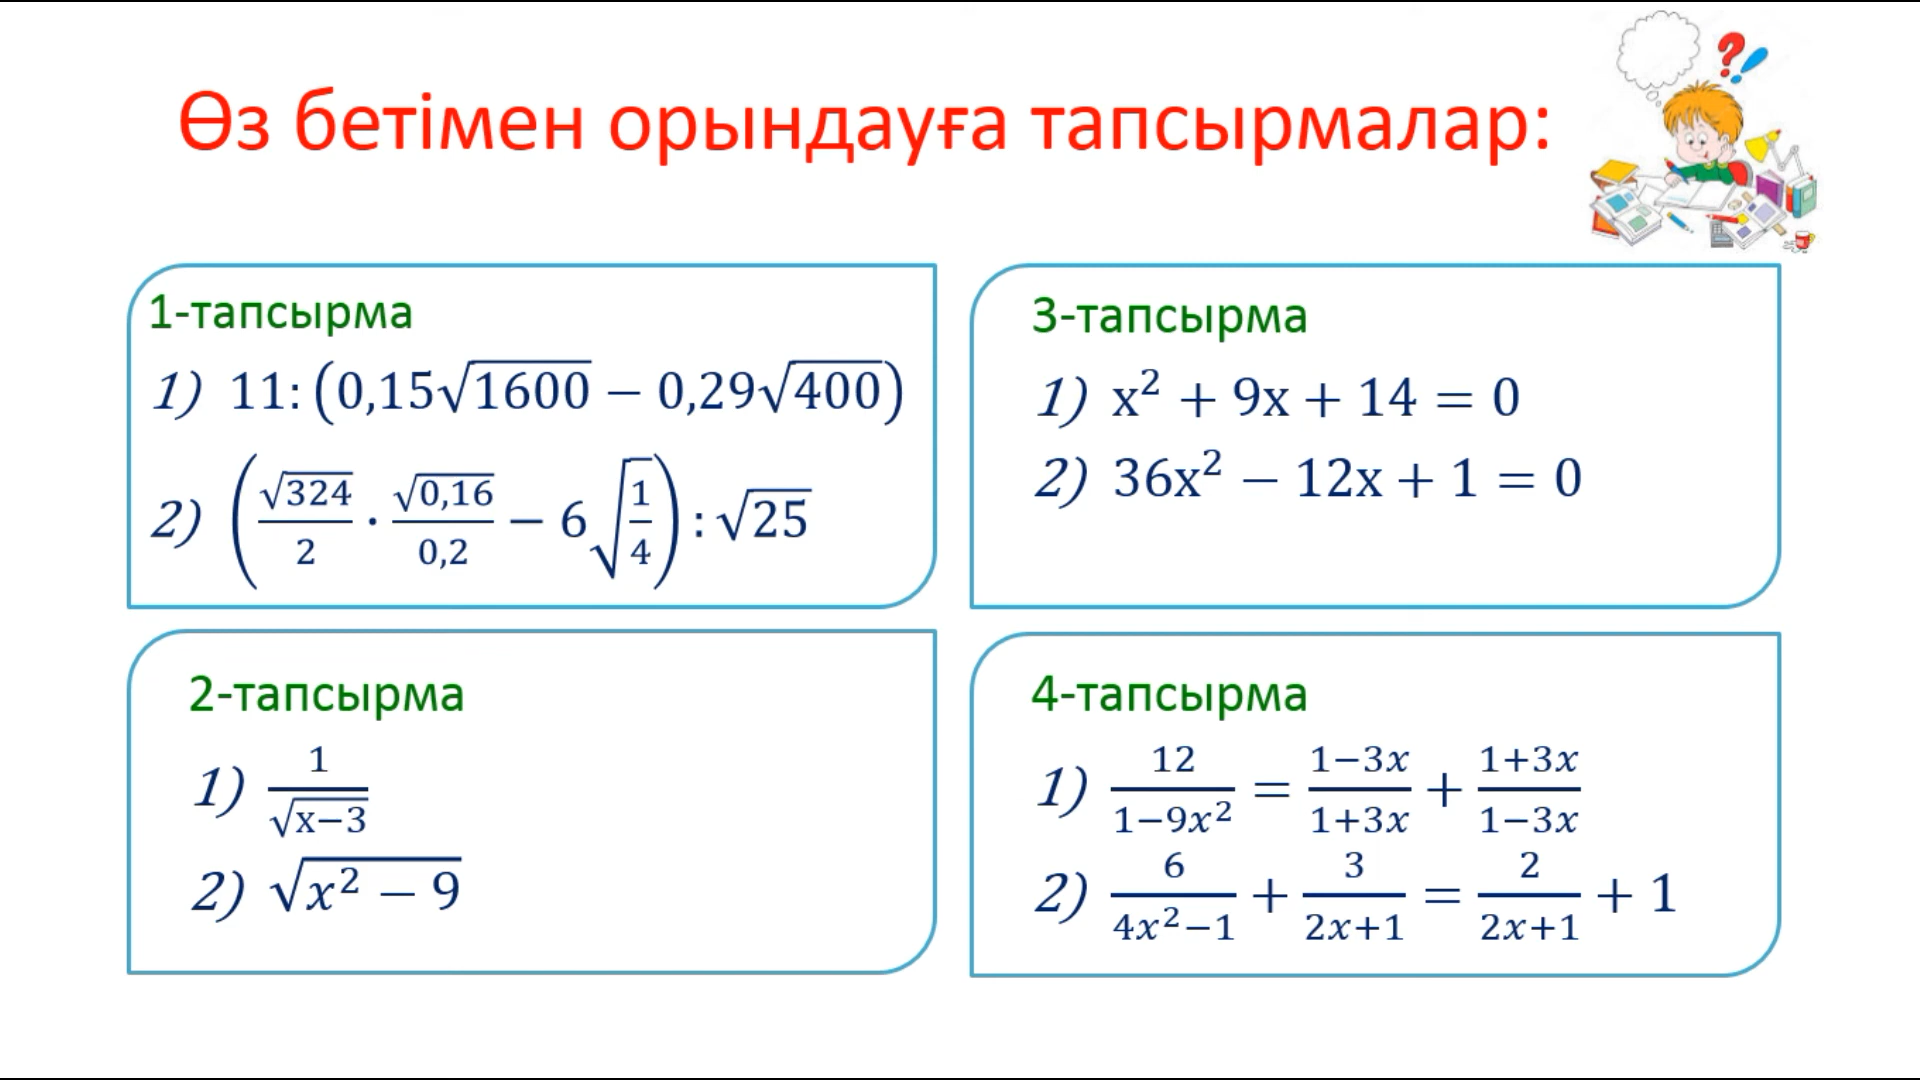 Өз бетімен орындауға тапсырмалар:
1-тапсырма
1) 11: (0,15√1600 − 0,29√400)
2) (√324/2 · √0,16/0,2 − 6√(1/4)) : √25
2-тапсырма
1) 1/√(x−3)
2) √(x² − 9)
3-тапсырма
1) x² + 9x + 14 = 0
2) 36x² − 12x + 1 = 0
4-тапсырма
1) 12/(1−9x²) = (1−3x)/(1+3x) + (1+3x)/(1−3x)
2) 6/(4x²−1) + 3/(2x+1) = 2/(2x+1) + 1